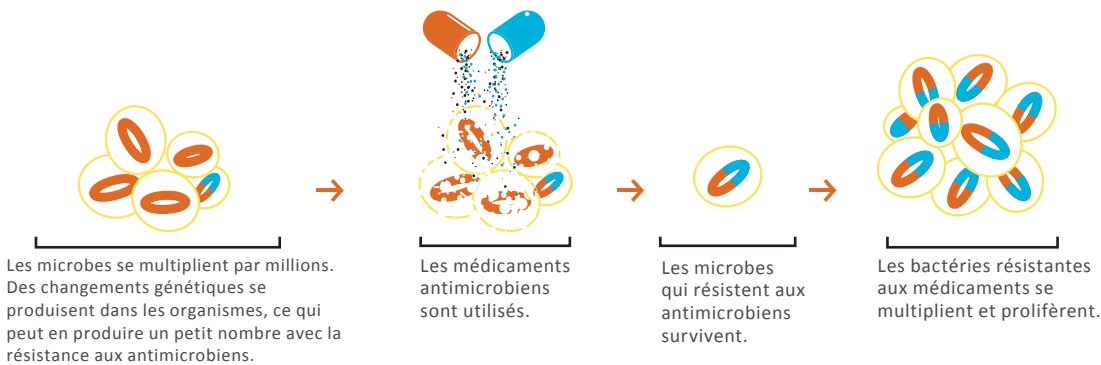 Les microbes se multiplient par millions.
Des changements génétiques se
produisent dans les organismes, ce qui
peut en produire un petit nombre avec la
résistance aux antimicrobiens.
Les médicaments
antimicrobiens
sont utilisés.
Les microbes
qui résistent aux
antimicrobiens
survivent.
Les bactéries résistantes
aux médicaments se
multiplient et prolifèrent.